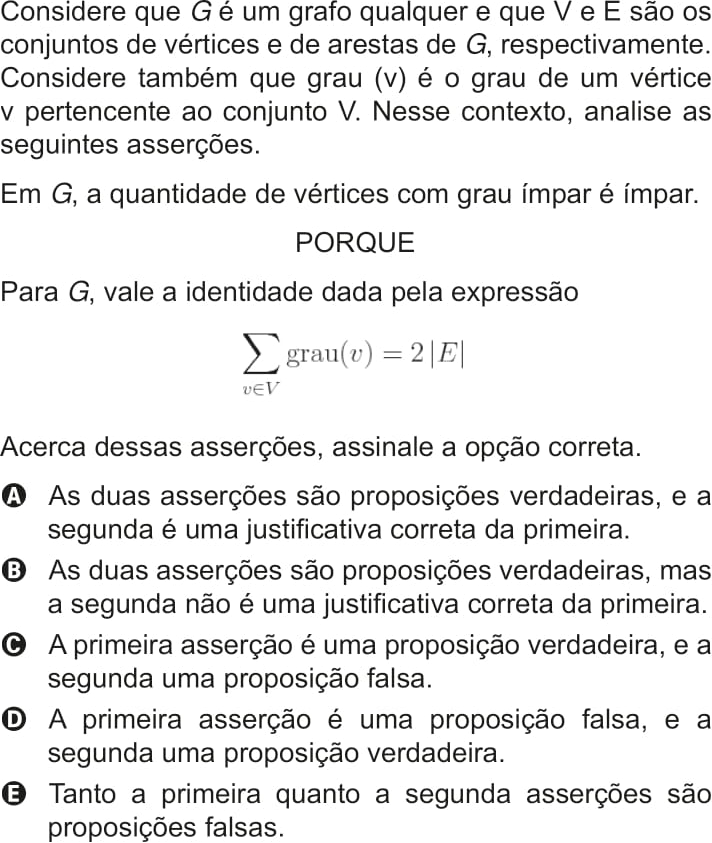 Considere que G é um grafo qualquer e que V e E são os
conjuntos de vértices e de arestas de G, respectivamente.
Considere também que grau (v) é o grau de um vértice
v pertencente ao conjunto V. Nesse contexto, analise as
seguintes asserções.
Em G, a quantidade de vértices com grau ímpar é ímpar.
PORQUE
Para G, vale a identidade dada pela expressão
∑ grau(v) = 2 |E|
v∈V
Acerca dessas asserções, assinale a opção correta.
A As duas asserções são proposições verdadeiras, e a
segunda é uma justificativa correta da primeira.
B As duas asserções são proposições verdadeiras, mas
a segunda não é uma justificativa correta da primeira.
C A primeira asserção é uma proposição verdadeira, e a
segunda uma proposição falsa.
D A primeira asserção é uma proposição falsa, e a
segunda uma proposição verdadeira.
E Tanto a primeira quanto a segunda asserções são
proposições falsas.